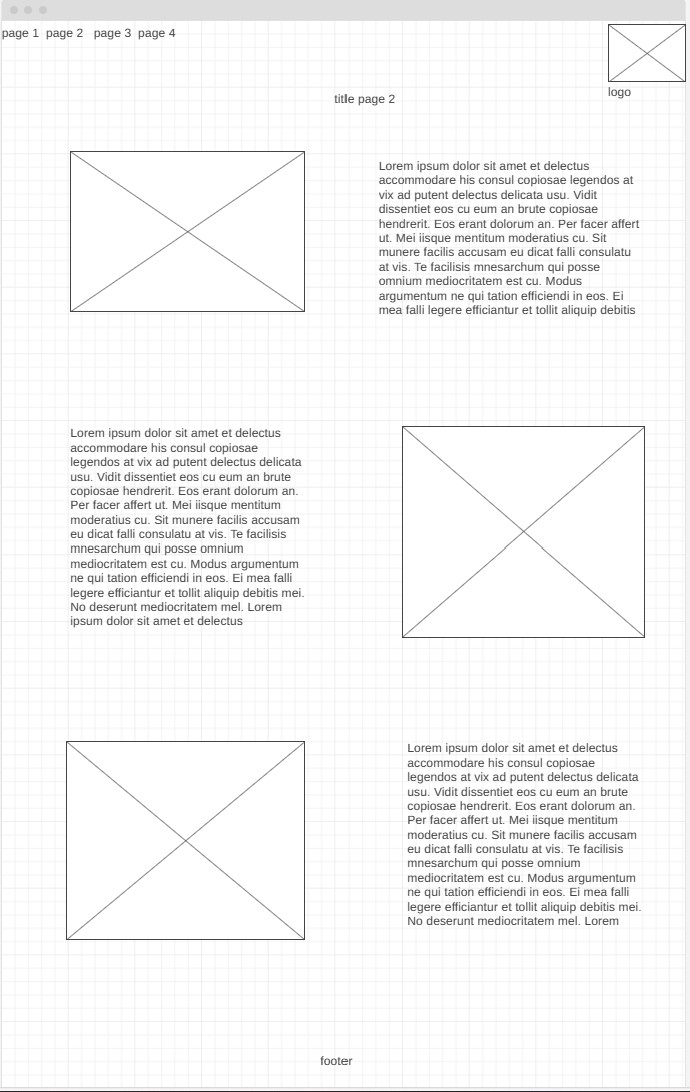 page 1  page 2   page 3  page 4
logo
title page 2
Lorem ipsum dolor sit amet et delectus
accommodare his consul copiosae legendos at
vix ad putent delectus delicata usu. Vidit
dissentiet eos cu eum an brute copiosae
hendrerit. Eos erant dolorum an. Per facer affert
ut. Mei iisque mentitum moderatius cu. Sit
munere facilis accusam eu dicat falli consulatu
at vis. Te facilisis mnesarchum qui posse
omnium mediocritatem est cu. Modus
argumentum ne qui tation efficiendi in eos. Ei
mea falli legere efficiantur et tollit aliquip debitis
Lorem ipsum dolor sit amet et delectus
accommodare his consul copiosae
legendos at vix ad putent delectus delicata
usu. Vidit dissentiet eos cu eum an brute
copiosae hendrerit. Eos erant dolorum an.
Per facer affert ut. Mei iisque mentitum
moderatius cu. Sit munere facilis accusam
eu dicat falli consulatu at vis. Te facilisis
mnesarchum qui posse omnium
mediocritatem est cu. Modus argumentum
ne qui tation efficiendi in eos. Ei mea falli
legere efficiantur et tollit aliquip debitis mei.
No deserunt mediocritatem mel. Lorem
ipsum dolor sit amet et delectus
Lorem ipsum dolor sit amet et delectus
accommodare his consul copiosae
legendos at vix ad putent delectus delicata
usu. Vidit dissentiet eos cu eum an brute
copiosae hendrerit. Eos erant dolorum an.
Per facer affert ut. Mei iisque mentitum
moderatius cu. Sit munere facilis accusam
eu dicat falli consulatu at vis. Te facilisis
mnesarchum qui posse omnium
mediocritatem est cu. Modus argumentum
ne qui tation efficiendi in eos. Ei mea falli
legere efficiantur et tollit aliquip debitis mei.
No deserunt mediocritatem mel. Lorem
footer